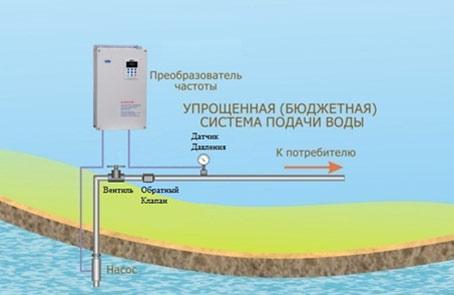 Преобразователь
частоты
УПРОЩЕННАЯ (БЮДЖЕТНАЯ)
СИСТЕМА ПОДАЧИ ВОДЫ
Датчик
Давления
К потребителю
Вентиль
Обратный
Клапан
Насос